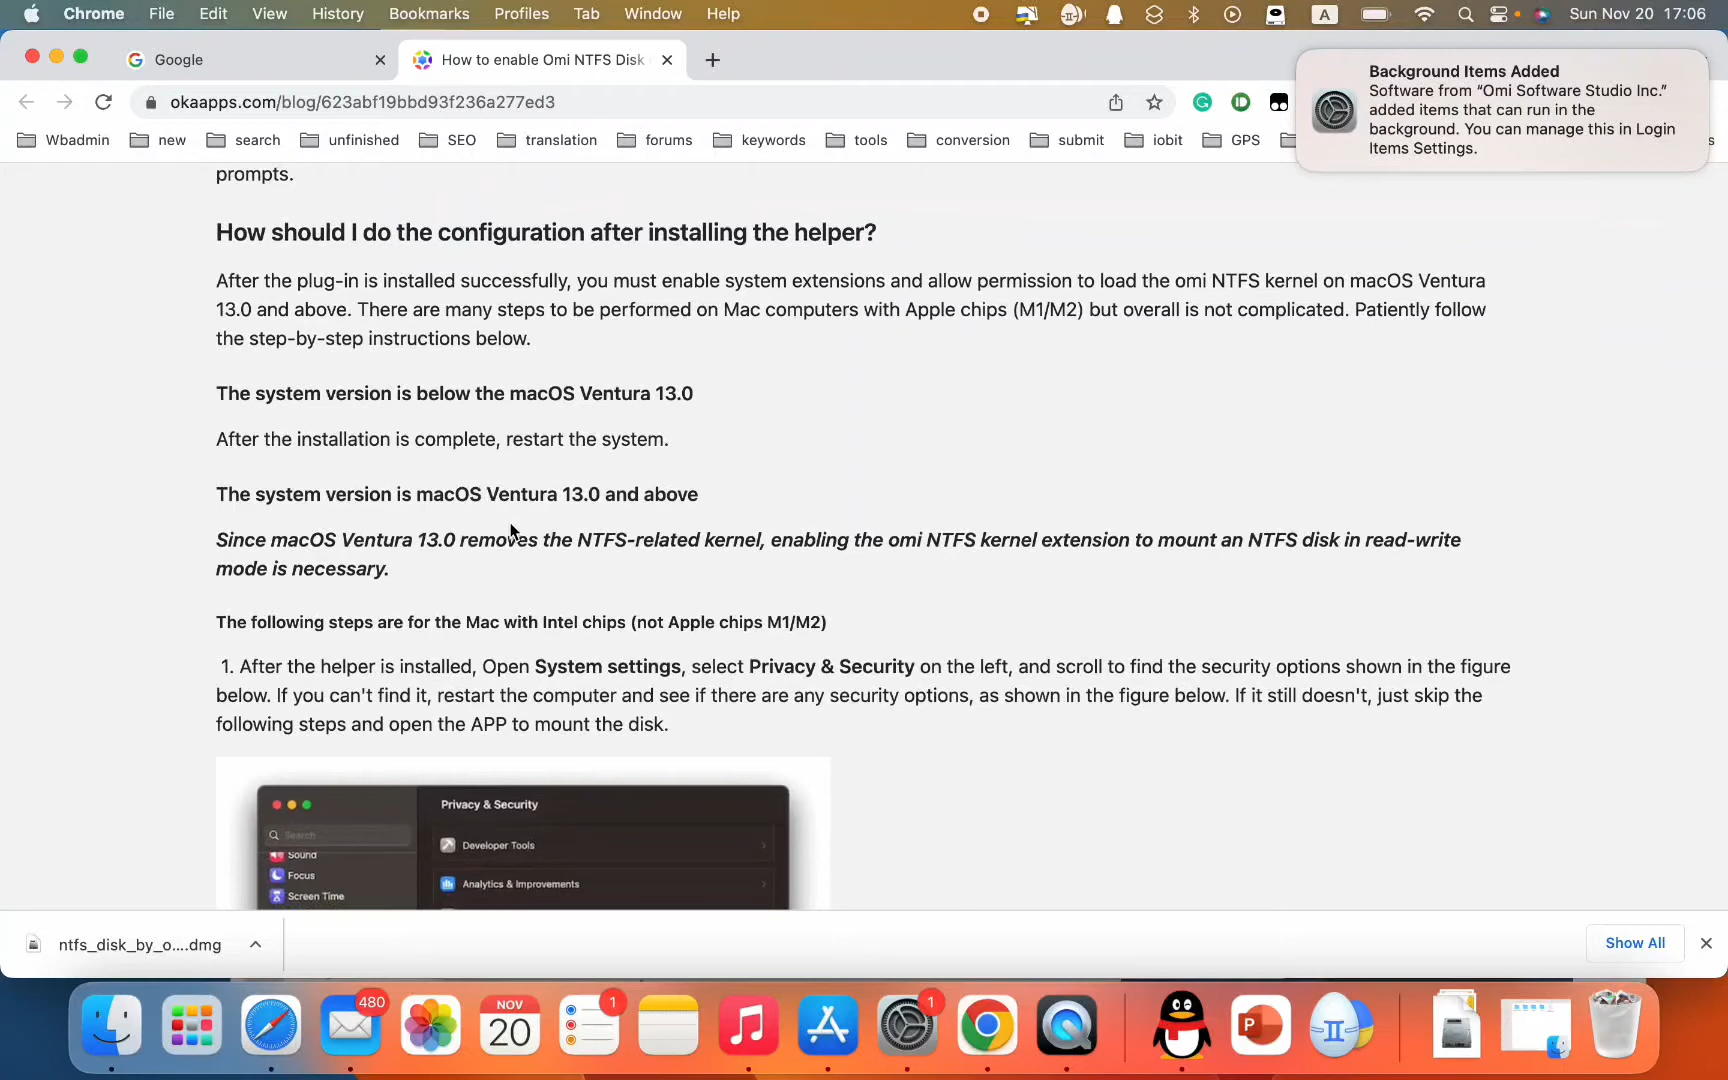 Chrome File Edit View History Bookmarks Profiles Tab Window Help
A
Sun Nov 20 17:06
Google
How to enable Omi NTFS Disk
okaapps.com/blog/623abf19bbd93f236a277ed3
Background Items Added
Software from “Omi Software Studio Inc.”
added items that can run in the
background. You can manage this in Login
Items Settings.
Wbadmin new search unfinished SEO translation forums keywords tools conversion submit iobit GPS
s
prompts.
How should I do the configuration after installing the helper?
After the plug-in is installed successfully, you must enable system extensions and allow permission to load the omi NTFS kernel on macOS Ventura
13.0 and above. There are many steps to be performed on Mac computers with Apple chips (M1/M2) but overall is not complicated. Patiently follow
the step-by-step instructions below.
The system version is below the macOS Ventura 13.0
After the installation is complete, restart the system.
The system version is macOS Ventura 13.0 and above
Since macOS Ventura 13.0 removes the NTFS-related kernel, enabling the omi NTFS kernel extension to mount an NTFS disk in read-write
mode is necessary.
The following steps are for the Mac with Intel chips (not Apple chips M1/M2)
1. After the helper is installed, Open System settings, select Privacy & Security on the left, and scroll to find the security options shown in the figure
below. If you can't find it, restart the computer and see if there are any security options, as shown in the figure below. If it still doesn't, just skip the
following steps and open the APP to mount the disk.
Privacy & Security
Search
Sound
Developer Tools
Focus
Analytics & Improvements
Screen Time
ntfs_disk_by_o....dmg
Show All
480
NOV
20
1
1
P